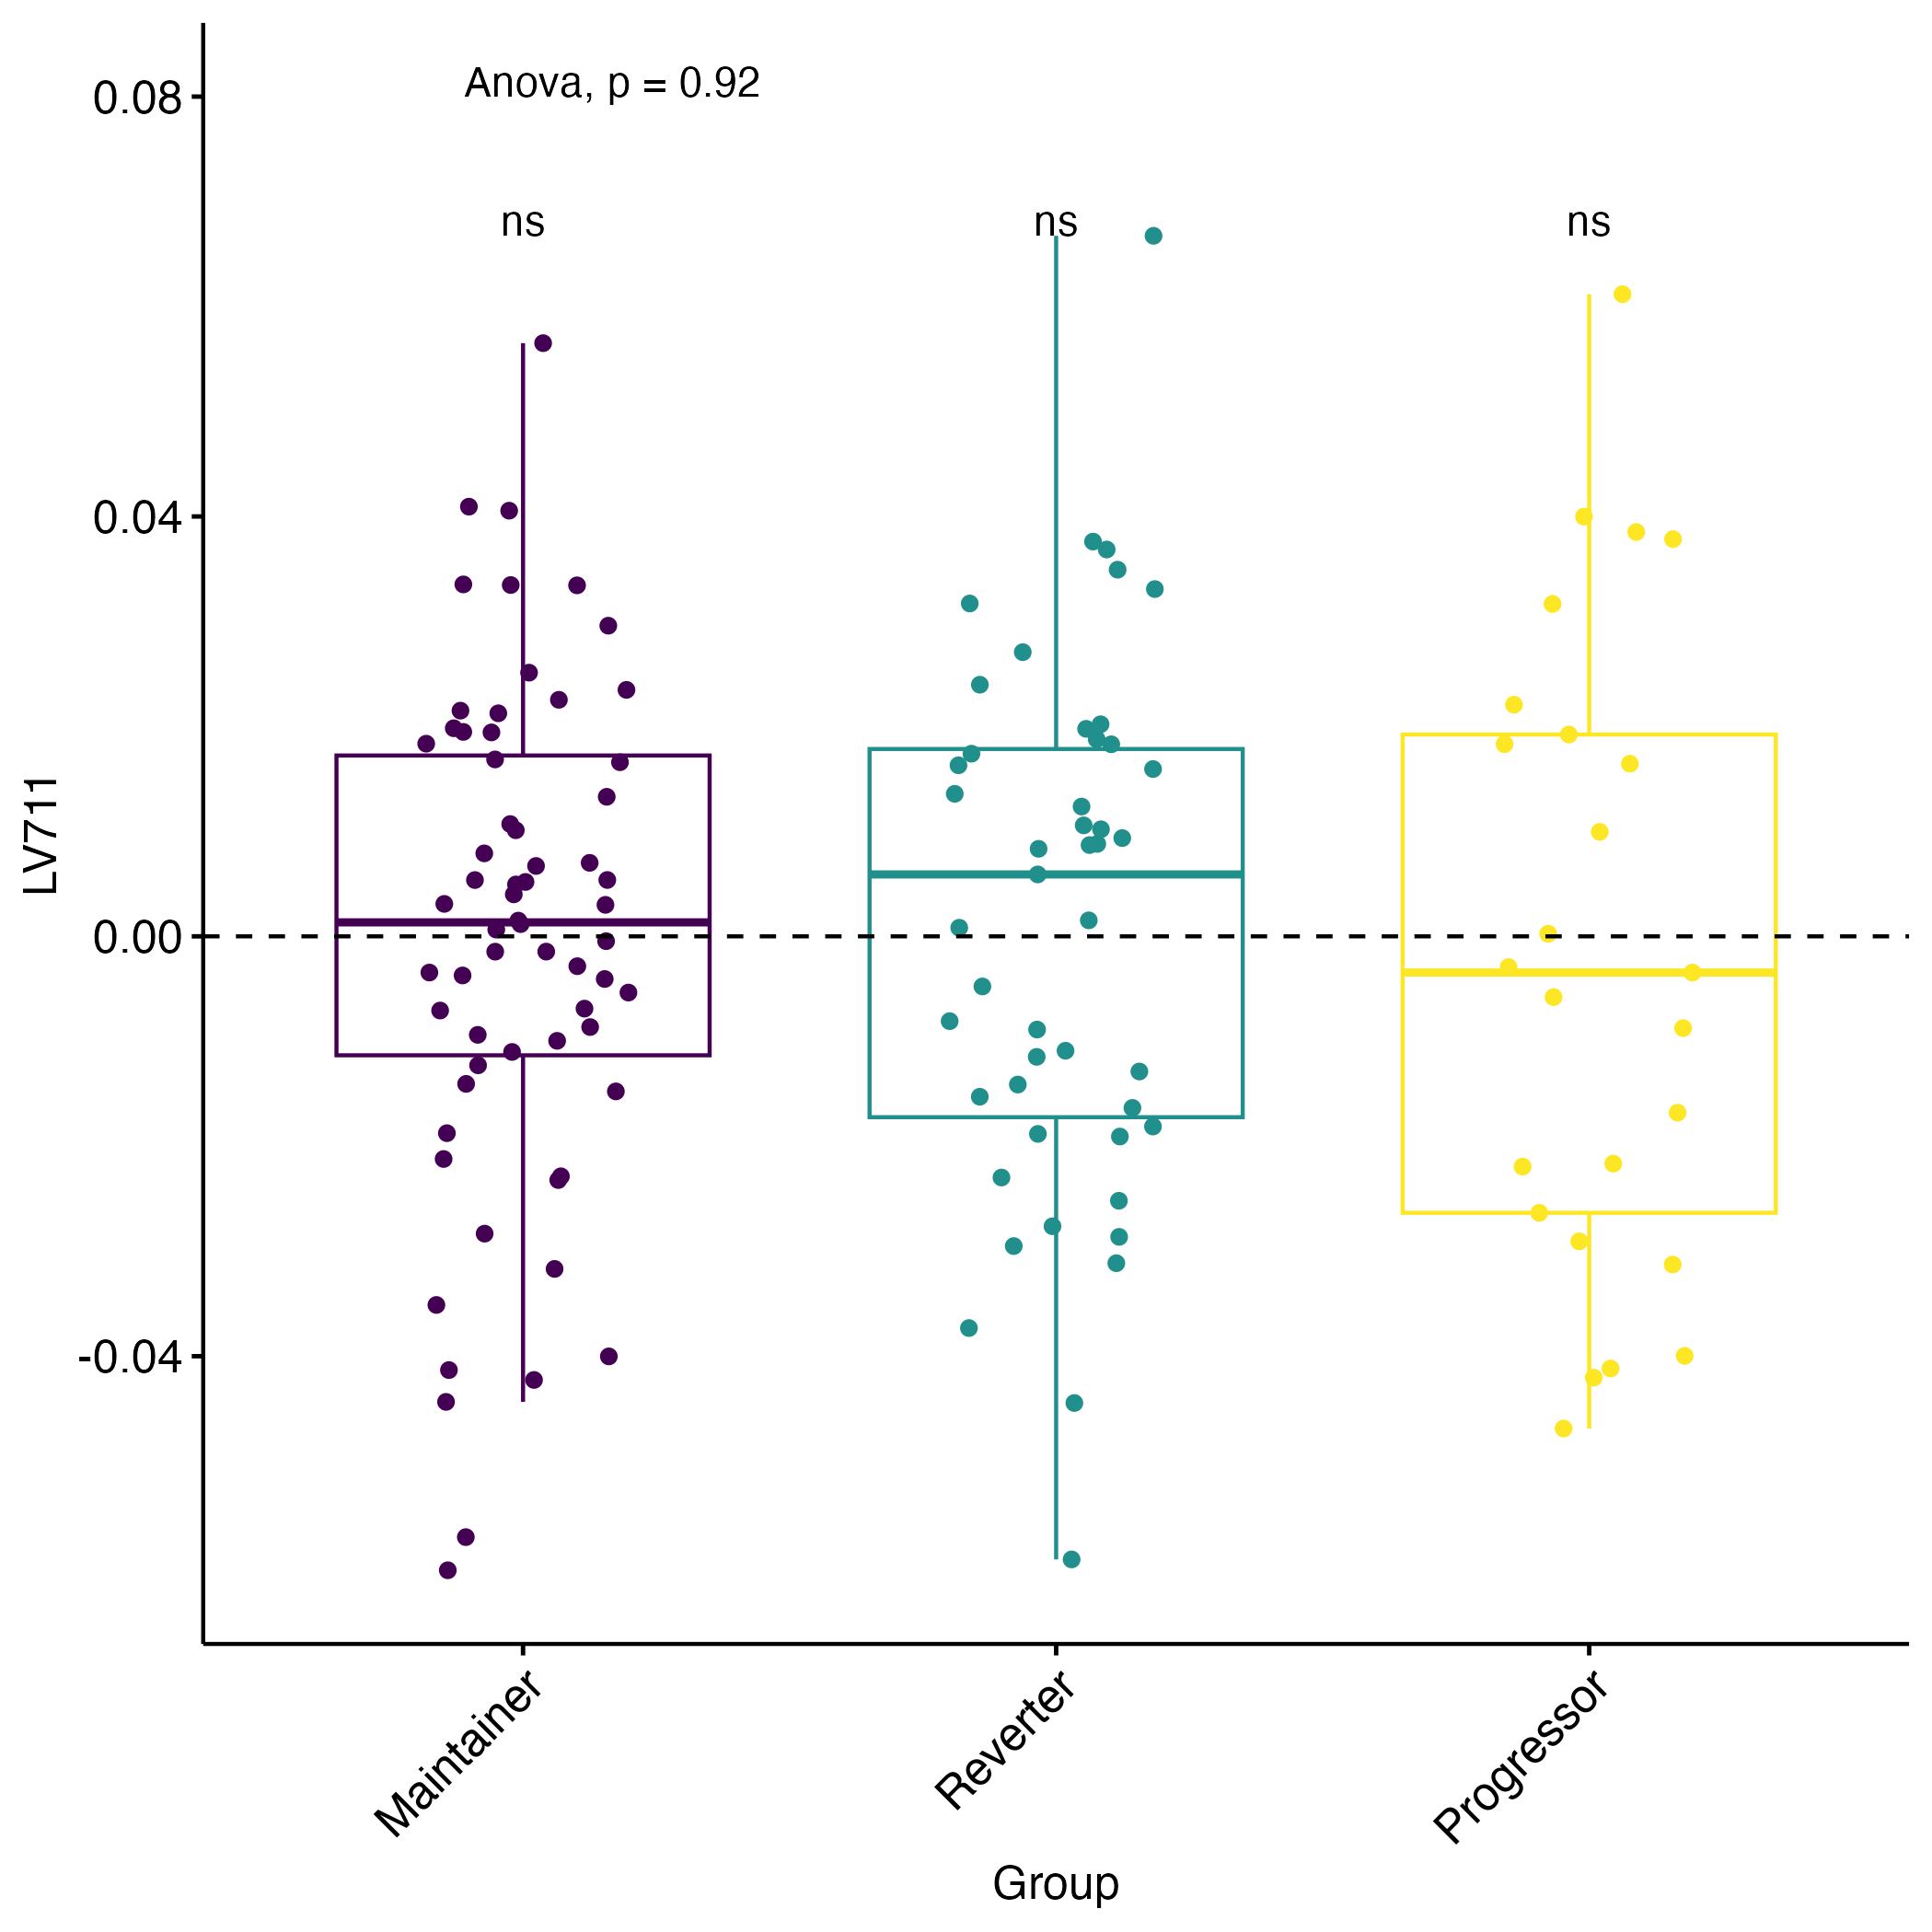 Anova, p = 0.92
ns
ns
ns
0.08
0.04
0.00
-0.04
LV711
Maintainer
Reverter
Progressor
Group